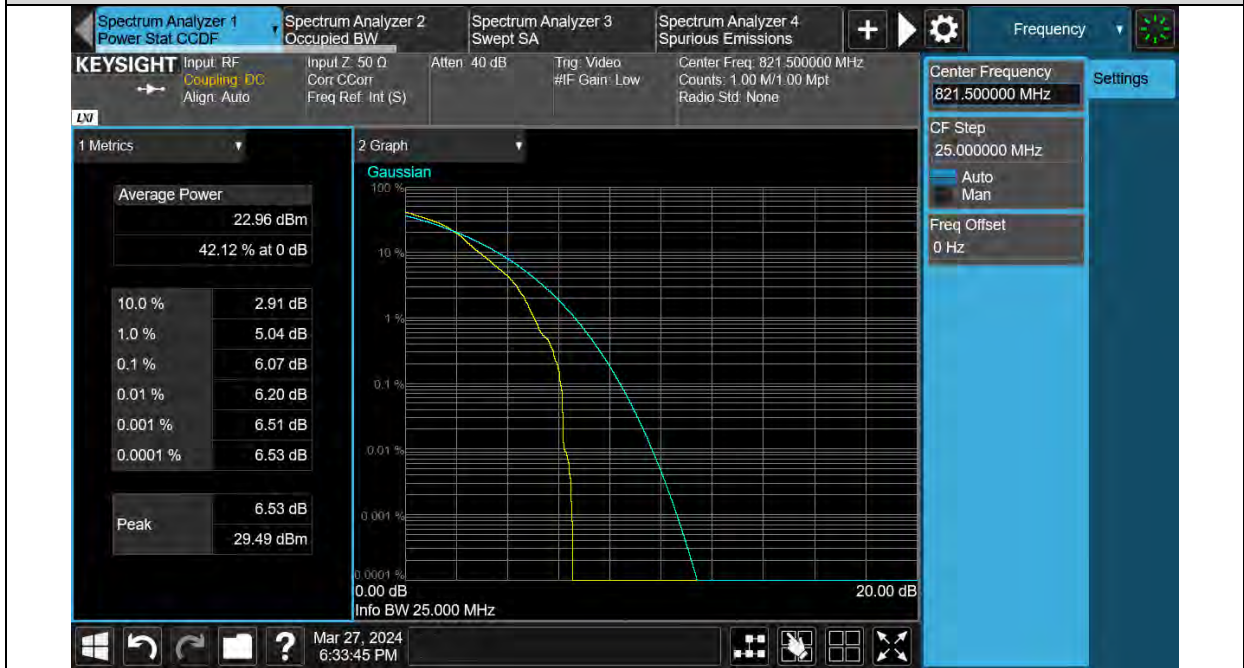 Spectrum Analyzer 1
Power Stat CCDF
Spectrum Analyzer 2
Occupied BW
Spectrum Analyzer 3
Swept SA
Spectrum Analyzer 4
Spurious Emissions
+
Frequency
KEYSIGHT
LXI
Input: RF
Coupling: DC
Align: Auto
Input Z: 50 Ω
Corr CCorr
Freq Ref: Int (S)
Atten: 40 dB
Trig: Video
#IF Gain: Low
Center Freq: 821.500000 MHz
Counts: 1.00 M/1.00 Mpt
Radio Std: None
Center Frequency
821.500000 MHz
Settings
CF Step
25.000000 MHz
Auto
Man
Freq Offset
0 Hz
1 Metrics
Average Power
22.96 dBm
42.12 % at 0 dB
10.0 % 2.91 dB
1.0 % 5.04 dB
0.1 % 6.07 dB
0.01 % 6.20 dB
0.001 % 6.51 dB
0.0001 % 6.53 dB
Peak
6.53 dB
29.49 dBm
2 Graph
Gaussian
100 %
10 %
1 %
0.1 %
0.01 %
0.001 %
0.0001 %
0.00 dB
20.00 dB
Info BW 25.000 MHz
?
Mar 27, 2024
6:33:45 PM